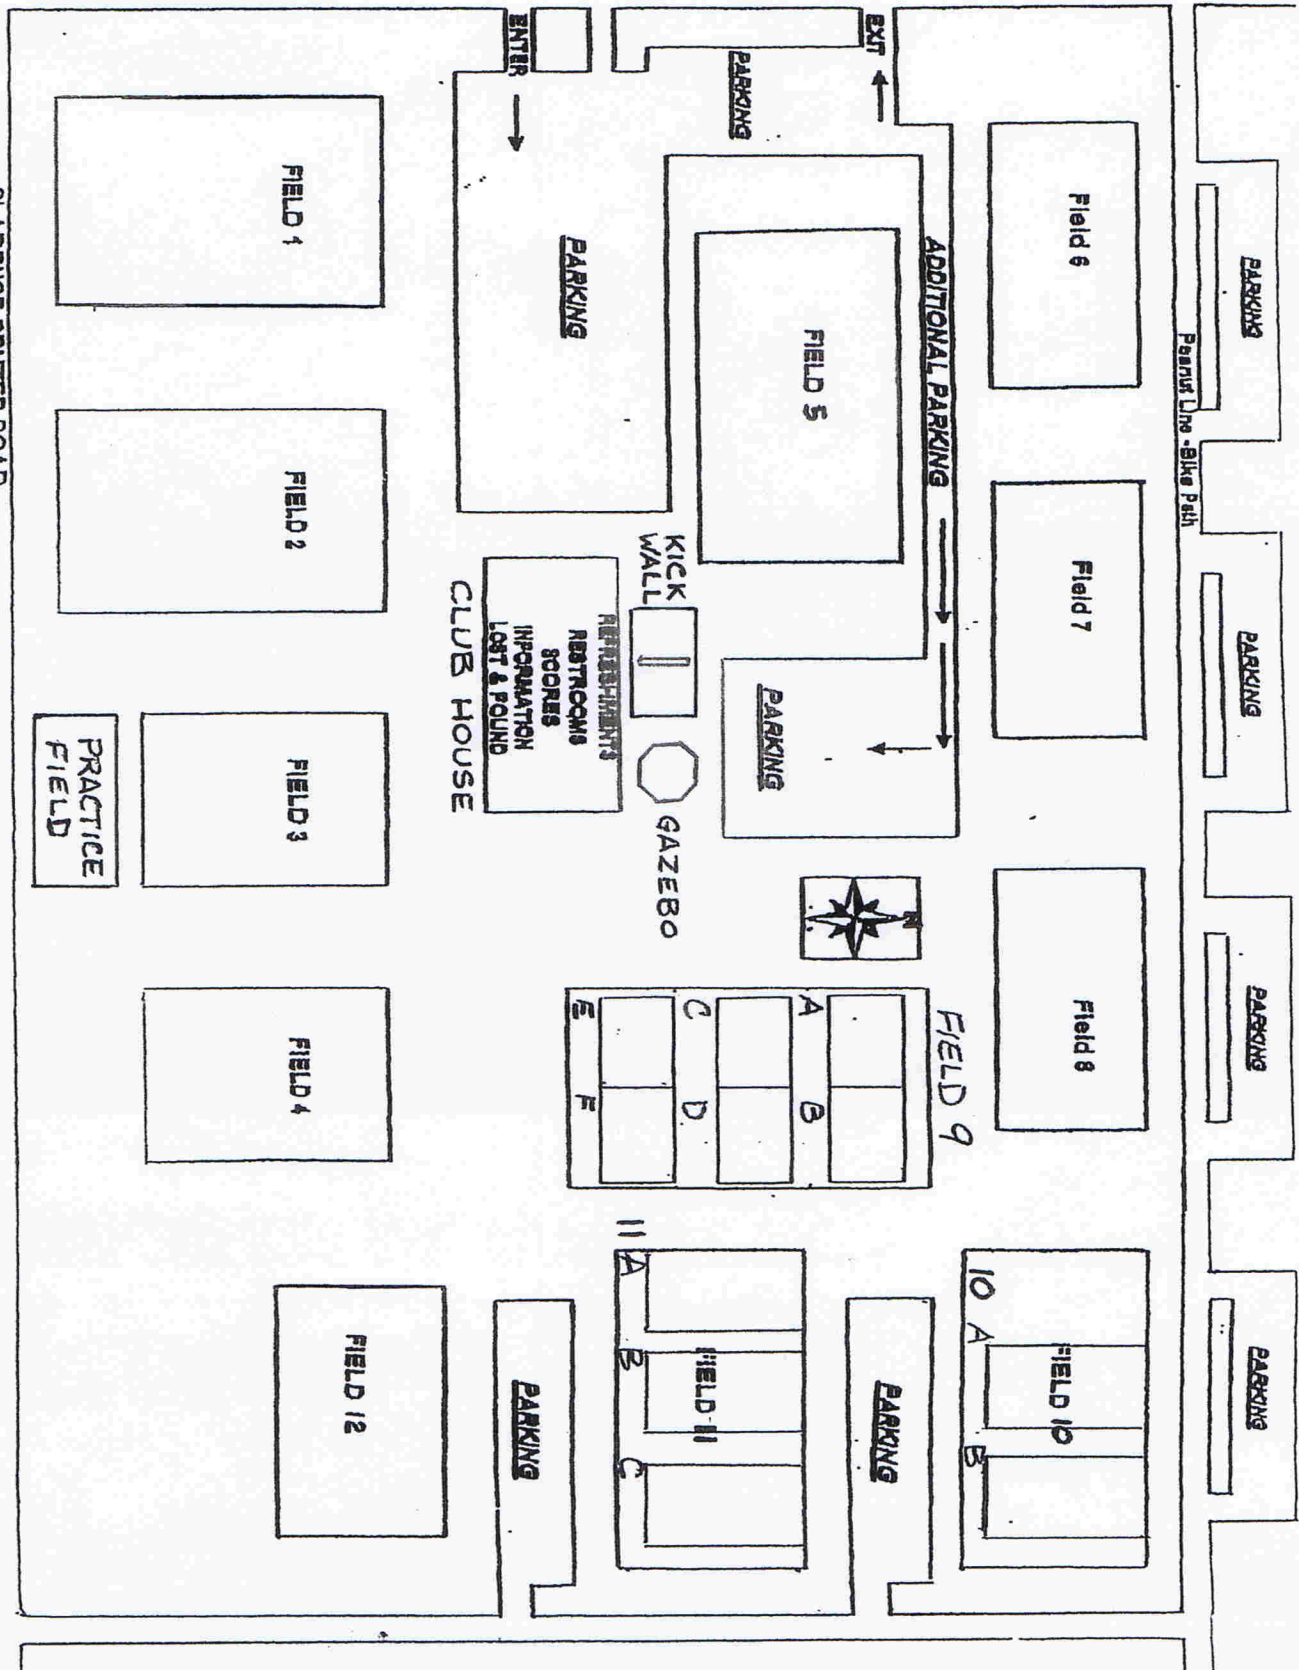 PARKING
PARKING
PARKING
PARKING
Peanut Line - Bike Path
Field 6
Field 7
Field 8
FIELD 10
10
A
B
ADDITIONAL PARKING
FIELD 9
EXIT
N
PARKING
FIELD 5
PARKING
A
B
PARKING
C
D
FIELD 11
KICK
WALL
GAZEBO
E
F
11
A
B
C
ENTER
PARKING
REFRESHMENTS
RESTROOMS
SCORES
INFORMATION
LOST & FOUND
CLUB HOUSE
PARKING
FIELD 1
FIELD 2
FIELD 3
FIELD 4
FIELD 12
PRACTICE
FIELD